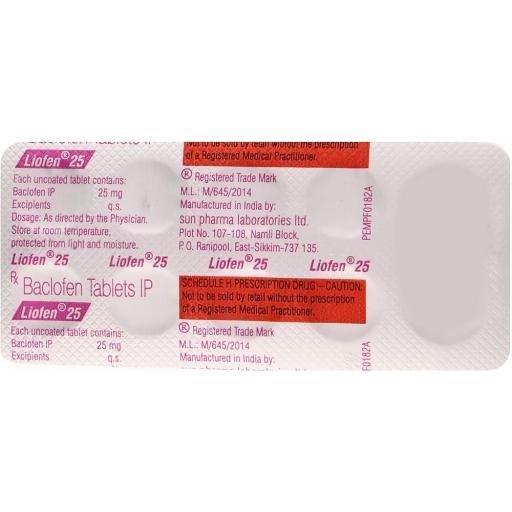 Baclofen Tablets IP
Liofen® 25
Each uncoated tablet contains:
Baclofen IP 25 mg
Excipients q.s.
Dosage: As directed by the Physician.
Store at room temperature,
protected from light and moisture.
Not to be sold by retail without the prescription
of a Registered Medical Practitioner.
® Registered Trade Mark
M.L.: M/645/2014
Manufactured in India by:
sun pharma laboratories ltd.
Plot No. 107-108, Namli Block,
P. O. Ranipool, East-Sikkim-737 135.
PEMPF0182A
Liofen® 25 Liofen® 25 Liofen® 25 Liofen® 25
Rx Baclofen Tablets IP
Liofen® 25
Each uncoated tablet contains:
Baclofen IP 25 mg
Excipients q.s.
SCHEDULE H PRESCRIPTION DRUG – CAUTION:
Not to be sold by retail without the prescription
of a Registered Medical Practitioner.
® Registered Trade Mark
M.L.: M/645/2014
Manufactured in India by:
sun pharma laboratories ltd.
F0182A